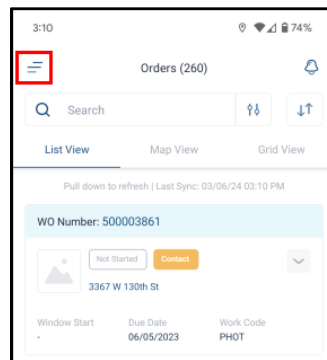 3:10 74%
Orders (260)
Search
List View Map View Grid View
Pull down to refresh | Last Sync: 03/06/24 03:10 PM
WO Number: 500003861
Not Started Contact
3367 W 130th St
Window Start Due Date Work Code
- 06/05/2023 PHOT